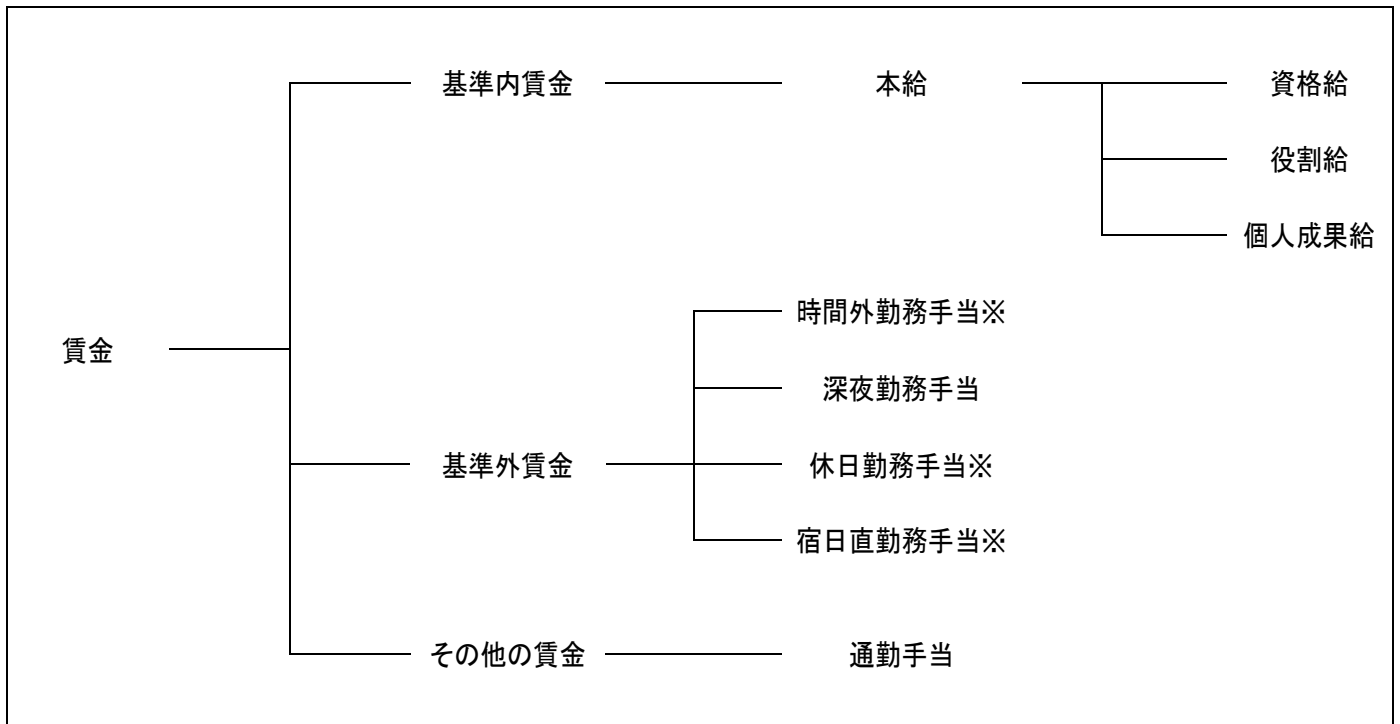 基準内賃金 本給 資格給
役割給
個人成果給
時間外勤務手当※
賃金
深夜勤務手当
基準外賃金 休日勤務手当※
宿日直勤務手当※
その他の賃金 通勤手当